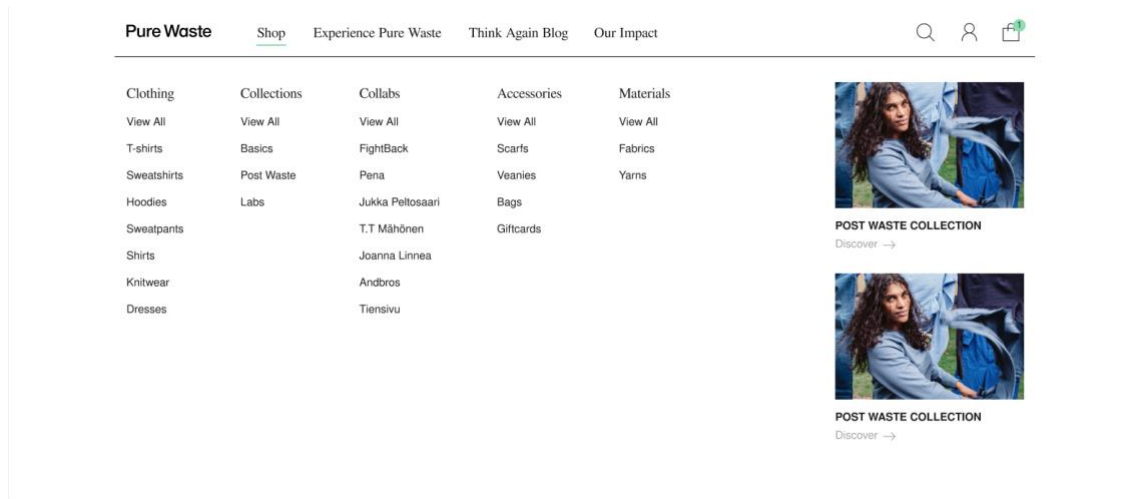 Pure Waste
Shop
Experience Pure Waste
Think Again Blog
Our Impact
1
Clothing
View All
T-shirts
Sweatshirts
Hoodies
Sweatpants
Shirts
Knitwear
Dresses
Collections
View All
Basics
Post Waste
Labs
Collabs
View All
FightBack
Pena
Jukka Peltosaari
T.T Mähönen
Joanna Linnea
Andbros
Tiensivu
Accessories
View All
Scarfs
Veanies
Bags
Giftcards
Materials
View All
Fabrics
Yarns
POST WASTE COLLECTION
Discover
POST WASTE COLLECTION
Discover